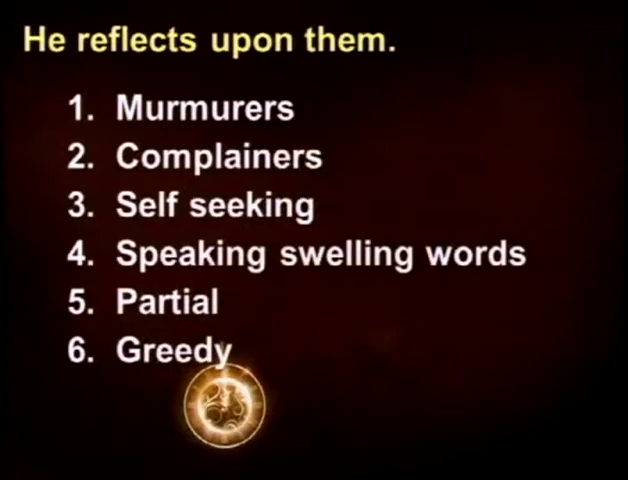 He reflects upon them.
1. Murmurers
2. Complainers
3. Self seeking
4. Speaking swelling words
5. Partial
6. Greedy